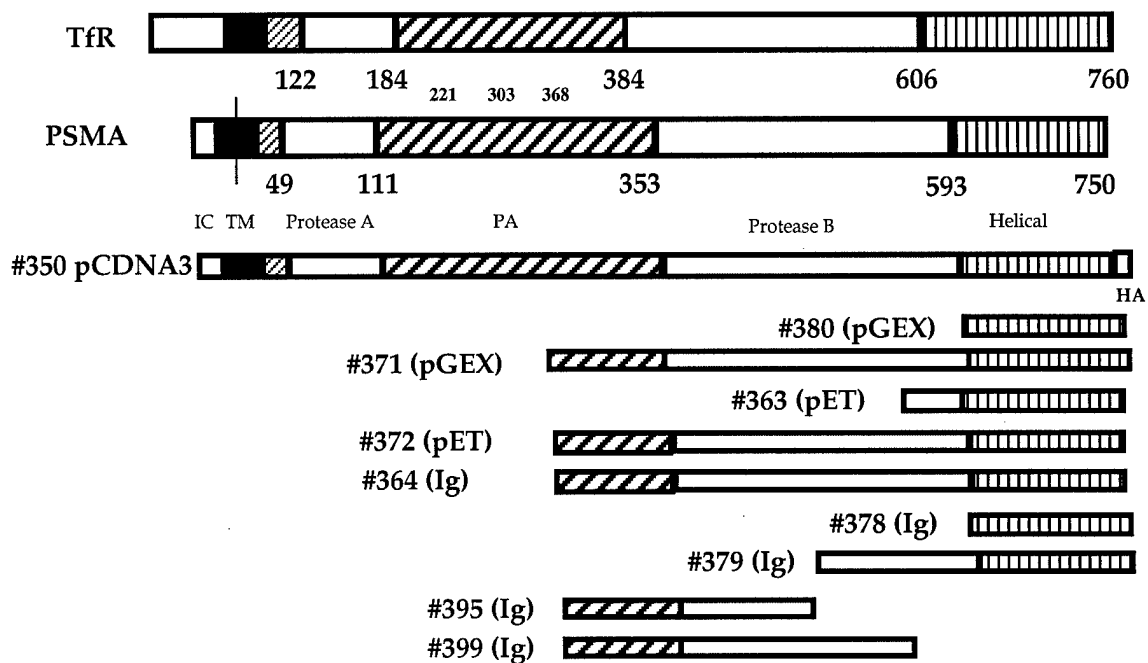 TfR
122 184 384 606 760
221 303 368
PSMA
49 111 353 593 750
IC TM Protease A PA Protease B Helical
#350 pCDNA3
HA
#380 (pGEX)
#371 (pGEX)
#363 (pET)
#372 (pET)
#364 (Ig)
#378 (Ig)
#379 (Ig)
#395 (Ig)
#399 (Ig)